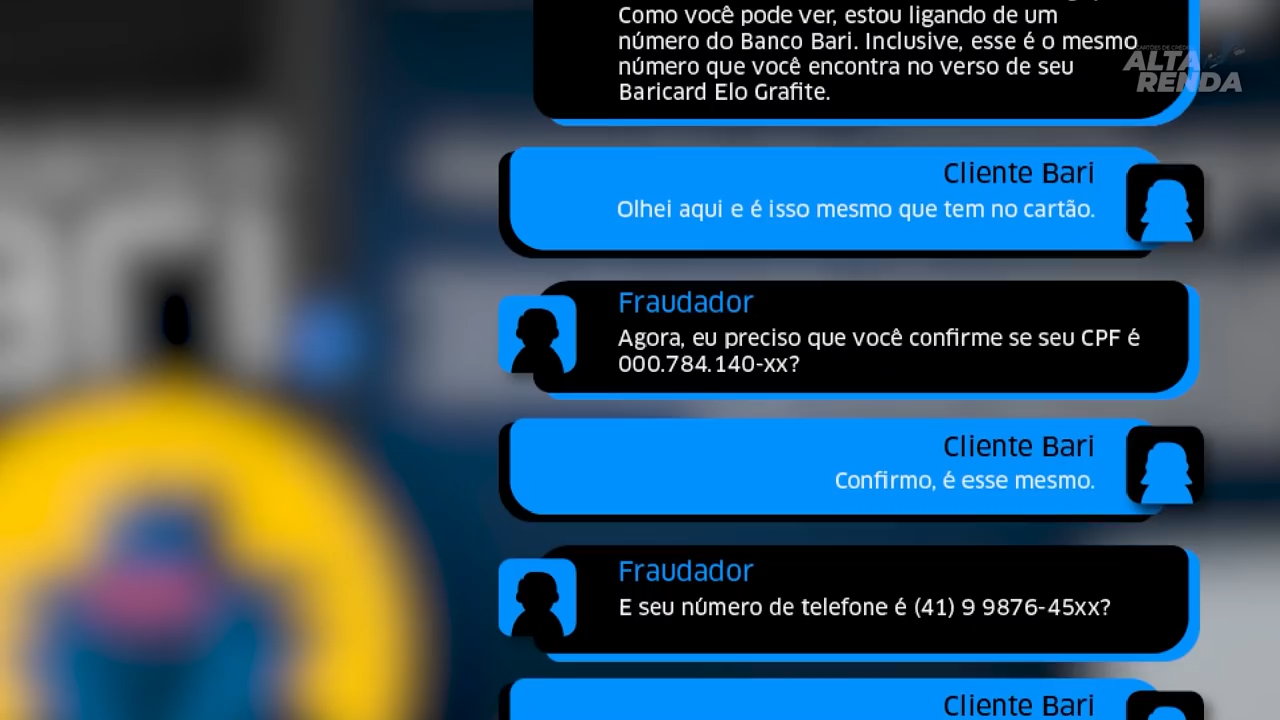 Como você pode ver, estou ligando de um
número do Banco Bari. Inclusive, esse é o mesmo
número que você encontra no verso de seu
Baricard Elo Grafite.
CARTÕES DE CRÉDITO
ALTA
RENDA
Cliente Bari
Olhei aqui e é isso mesmo que tem no cartão.
Fraudador
Agora, eu preciso que você confirme se seu CPF é
000.784.140-xx?
Cliente Bari
Confirmo, é esse mesmo.
Fraudador
E seu número de telefone é (41) 9 9876-45xx?
Cliente Bari